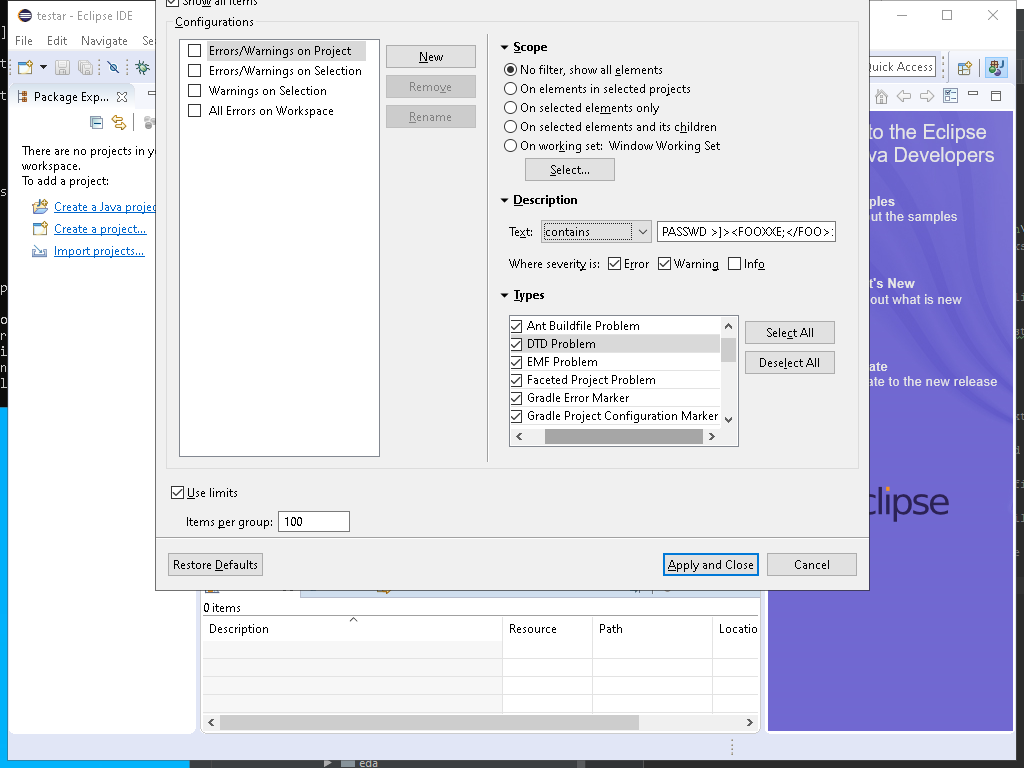 testar - Eclipse IDE
Show all items
Configurations
File Edit Navigate Se
Errors/Warnings on Project
Errors/Warnings on Selection
Warnings on Selection
All Errors on Workspace
New
Remove
Rename
Scope
No filter, show all elements
On elements in selected projects
On selected elements only
On selected elements and its children
On working set: Window Working Set
Select...
Description
Text: contains PASSWD >]><FOOXXE;</FOO>
Where severity is: Error Warning Info
Types
Ant Buildfile Problem
DTD Problem
EMF Problem
Faceted Project Problem
Gradle Error Marker
Gradle Project Configuration Marker
Select All
Deselect All
Use limits
Items per group: 100
Restore Defaults
Apply and Close
Cancel
Package Exp...
There are no projects in y
workspace.
To add a project:
Create a Java projec
Create a project...
Import projects...
Quick Access
to the Eclipse
va Developers
ples
out the samples
t's New
out what is new
ate
ate to the new release
clipse
0 items
Description Resource Path Locatio
eda